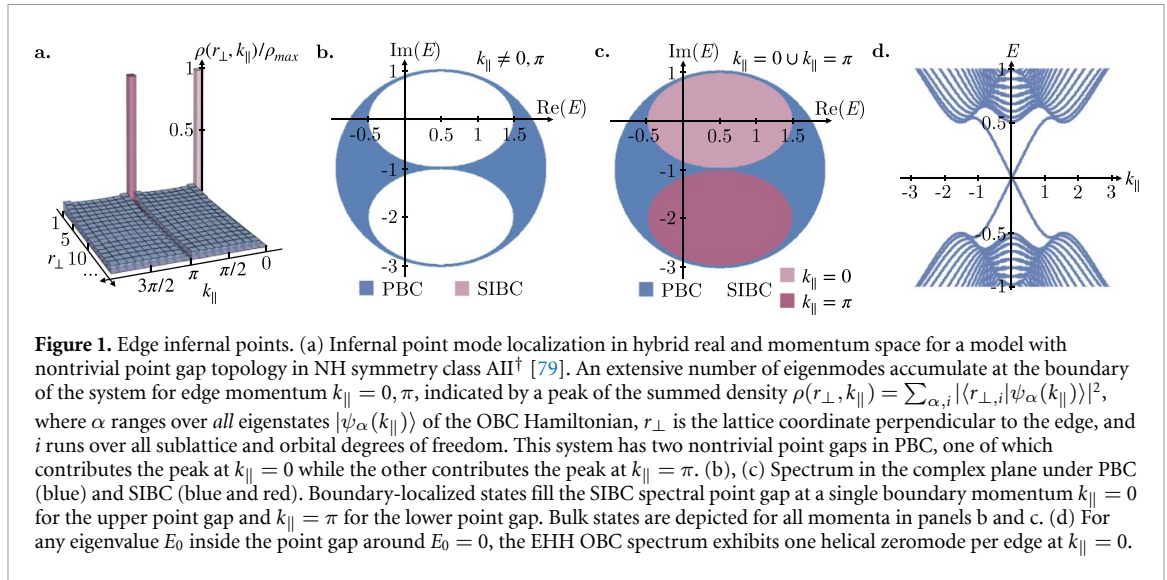 a.
ρ(r⊥, k∥)/ρmax
1
0.5
1
5
r⊥ 10
...
3π/2
π
π/2
0
k∥
b.
Im(E)
k∥ ≠ 0, π
1
Re(E)
-0.5
0.5
1
1.5
-1
-2
-3
PBC
SIBC
c.
Im(E)
k∥ = 0 ∪ k∥ = π
1
Re(E)
-0.5
0.5
1
1.5
-1
-2
-3
PBC
SIBC
k∥ = 0
k∥ = π
d.
E
1
0.5
-3 -2 -1 1 2 3 k∥
-0.5
-1
Figure 1. Edge infernal points. (a) Infernal point mode localization in hybrid real and momentum space for a model with
nontrivial point gap topology in NH symmetry class AII† [79]. An extensive number of eigenmodes accumulate at the boundary
of the system for edge momentum k∥ = 0, π, indicated by a peak of the summed density ρ(r⊥, k∥) = ∑α,i |⟨r⊥,i|ψα(k∥)⟩|²,
where α ranges over all eigenstates |ψα(k∥)⟩ of the OBC Hamiltonian, r⊥ is the lattice coordinate perpendicular to the edge, and
i runs over all sublattice and orbital degrees of freedom. This system has two nontrivial point gaps in PBC, one of which
contributes the peak at k∥ = 0 while the other contributes the peak at k∥ = π. (b), (c) Spectrum in the complex plane under PBC
(blue) and SIBC (blue and red). Boundary-localized states fill the SIBC spectral point gap at a single boundary momentum k∥ = 0
for the upper point gap and k∥ = π for the lower point gap. Bulk states are depicted for all momenta in panels b and c. (d) For
any eigenvalue E0 inside the point gap around E0 = 0, the EHH OBC spectrum exhibits one helical zeromode per edge at k∥ = 0.